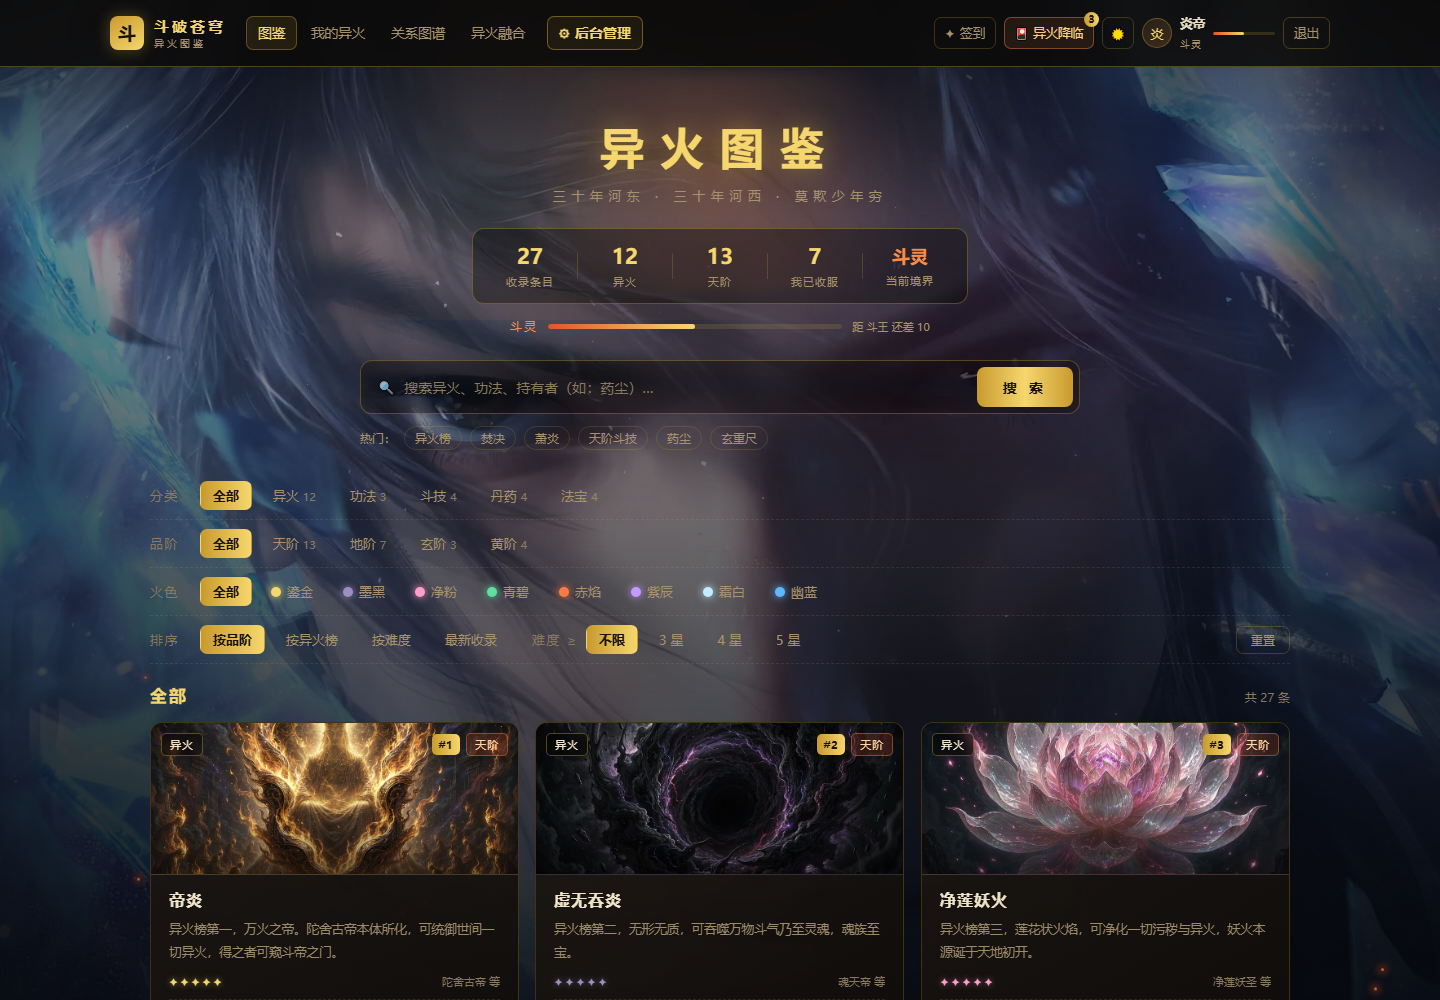 斗
斗破苍穹
异火图鉴
图鉴 我的异火 关系图谱 异火融合 后台管理
签到 异火降临 3 炎 炎帝 斗灵 退出
异火图鉴
三十年河东 · 三十年河西 · 莫欺少年穷
27 12 13 7 斗灵
收录条目 异火 天阶 我已收服 当前境界
斗灵 距 斗王 还差 10
搜索异火、功法、持有者（如：药尘）... 搜 索
热门： 异火榜 焚决 萧炎 天阶斗技 药尘 玄重尺
分类 全部 异火 12 功法 3 斗技 4 丹药 4 法宝 4
品阶 全部 天阶 13 地阶 7 玄阶 3 黄阶 4
火色 全部 鎏金 墨黑 净粉 青碧 赤焰 紫辰 霜白 幽蓝
排序 按品阶 按异火榜 按难度 最新收录 难度 ≥ 不限 3 星 4 星 5 星 重置
全部 共 27 条
异火 #1 天阶
帝炎
异火榜第一，万火之帝。陀舍古帝本体所化，可统御世间一
切异火，得之者可窥斗帝之门。
✦✦✦✦✦ 陀舍古帝 等
异火 #2 天阶
虚无吞炎
异火榜第二，无形无质，可吞噬万物斗气乃至灵魂，魂族至
宝。
✦✦✦✦✦ 魂天帝 等
异火 #3 天阶
净莲妖火
异火榜第三，莲花状火焰，可净化一切污秽与异火，妖火本
源诞于天地初开。
✦✦✦✦✦ 净莲妖圣 等